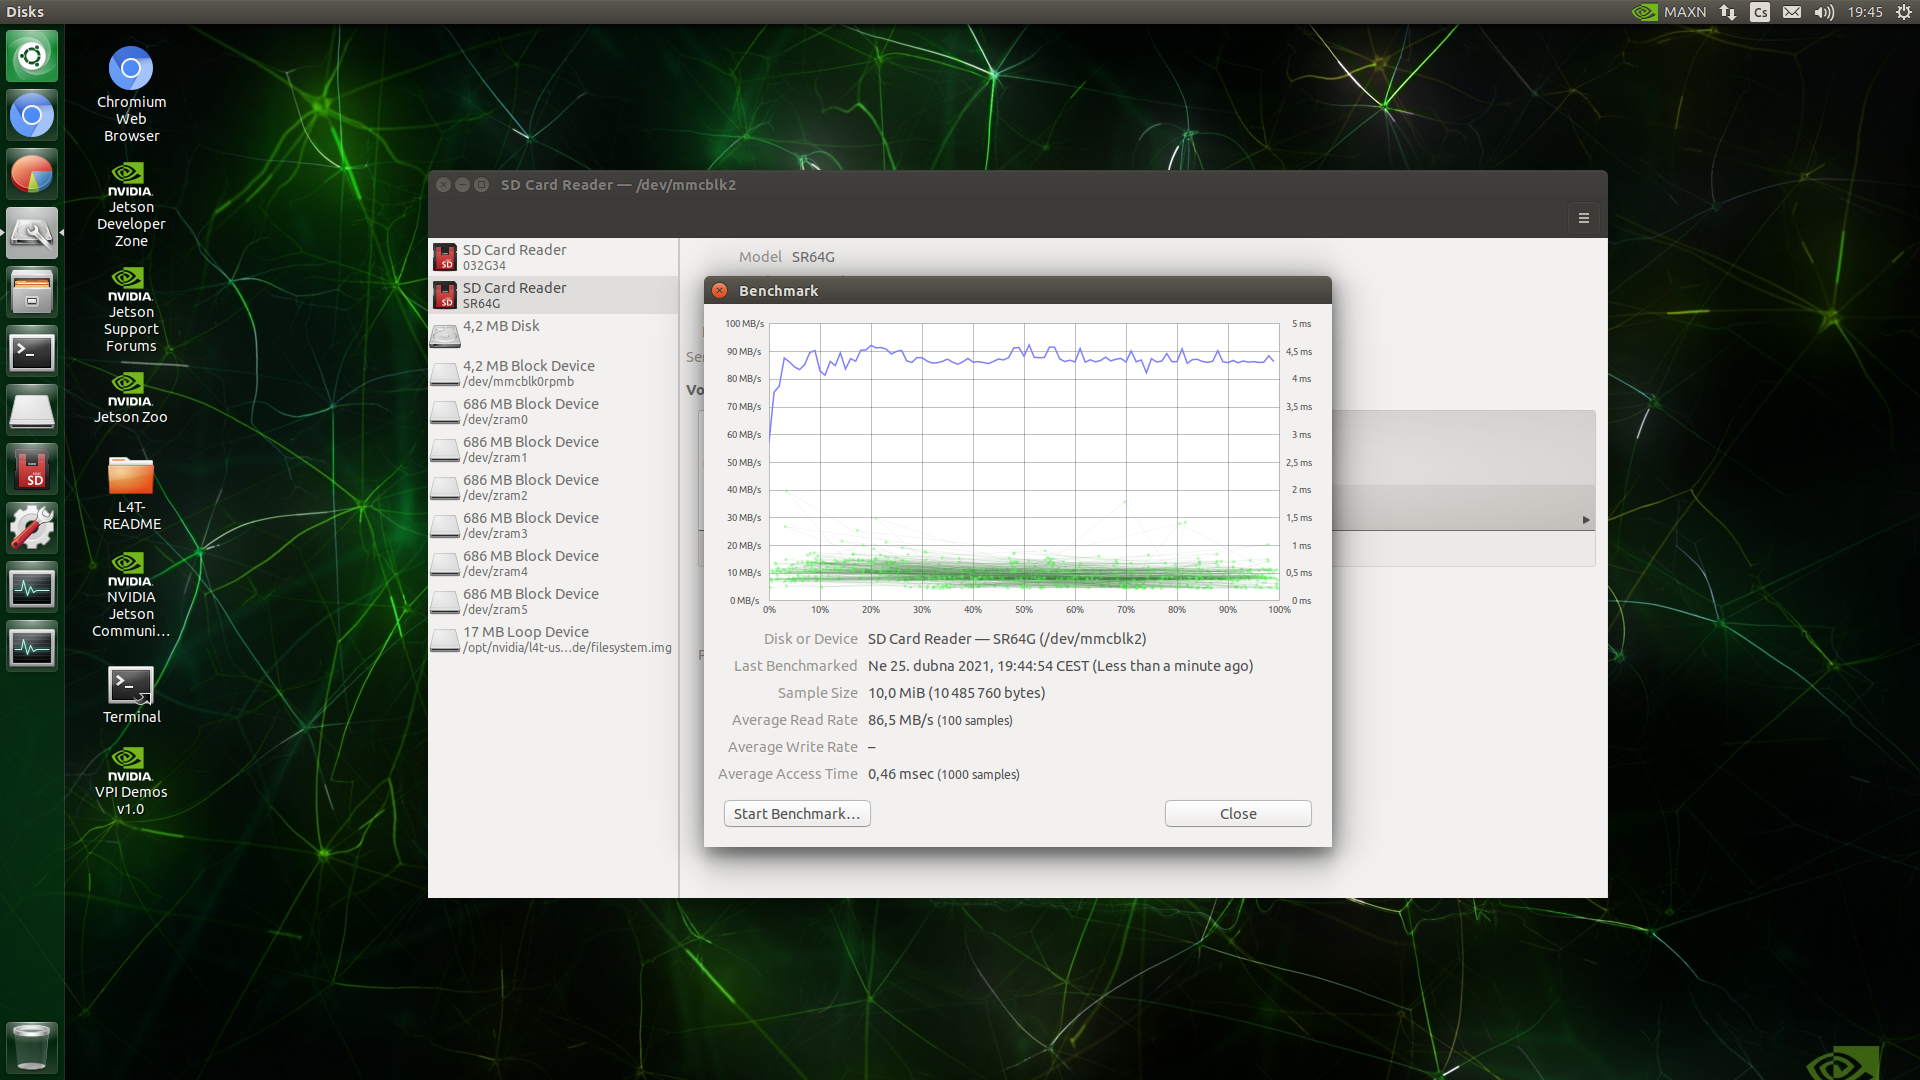 Disks
MAXN
Cs
19:45
Chromium
Web
Browser
NVIDIA.
Jetson
Developer
Zone
NVIDIA.
Jetson
Support
Forums
NVIDIA.
Jetson Zoo
L4T-
README
NVIDIA.
NVIDIA
Jetson
Communi…
Terminal
NVIDIA.
VPI Demos
v1.0
SD
SD Card Reader — /dev/mmcblk2
SD Card Reader
032G34
SD Card Reader
SR64G
4,2 MB Disk
4,2 MB Block Device
/dev/mmcblk0rpmb
686 MB Block Device
/dev/zram0
686 MB Block Device
/dev/zram1
686 MB Block Device
/dev/zram2
686 MB Block Device
/dev/zram3
686 MB Block Device
/dev/zram4
686 MB Block Device
/dev/zram5
17 MB Loop Device
/opt/nvidia/l4t-us…de/filesystem.img
Model SR64G
Se
Vo
Benchmark
100 MB/s
90 MB/s
80 MB/s
70 MB/s
60 MB/s
50 MB/s
40 MB/s
30 MB/s
20 MB/s
10 MB/s
0 MB/s
5 ms
4,5 ms
4 ms
3,5 ms
3 ms
2,5 ms
2 ms
1,5 ms
1 ms
0,5 ms
0 ms
0% 10% 20% 30% 40% 50% 60% 70% 80% 90% 100%
Disk or Device SD Card Reader — SR64G (/dev/mmcblk2)
Last Benchmarked Ne 25. dubna 2021, 19:44:54 CEST (Less than a minute ago)
Sample Size 10,0 MiB (10 485 760 bytes)
Average Read Rate 86,5 MB/s (100 samples)
Average Write Rate –
Average Access Time 0,46 msec (1000 samples)
Start Benchmark…
Close